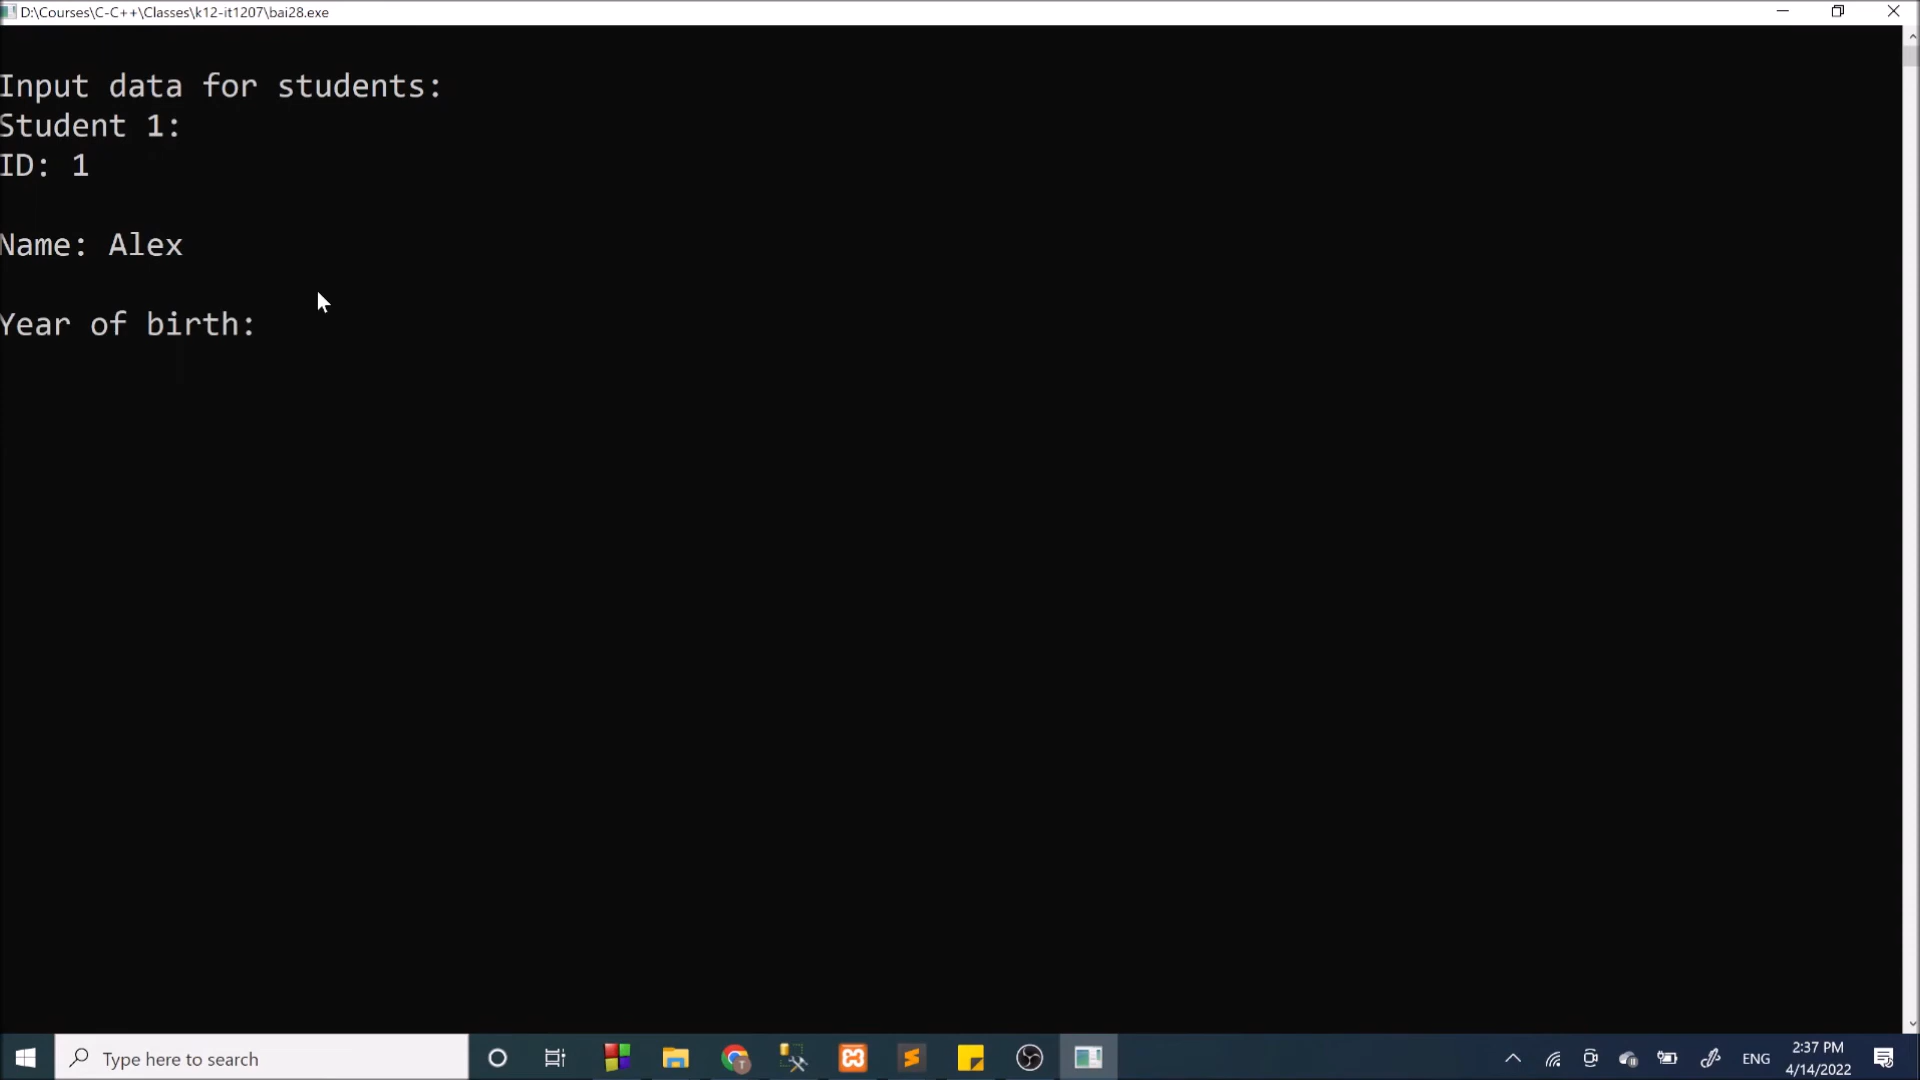 D:\Courses\C-C++\Classes\k12-it1207\bai28.exe
Input data for students:
Student 1:
ID: 1
Name: Alex
Year of birth:
Type here to search
ENG
2:37 PM
4/14/2022